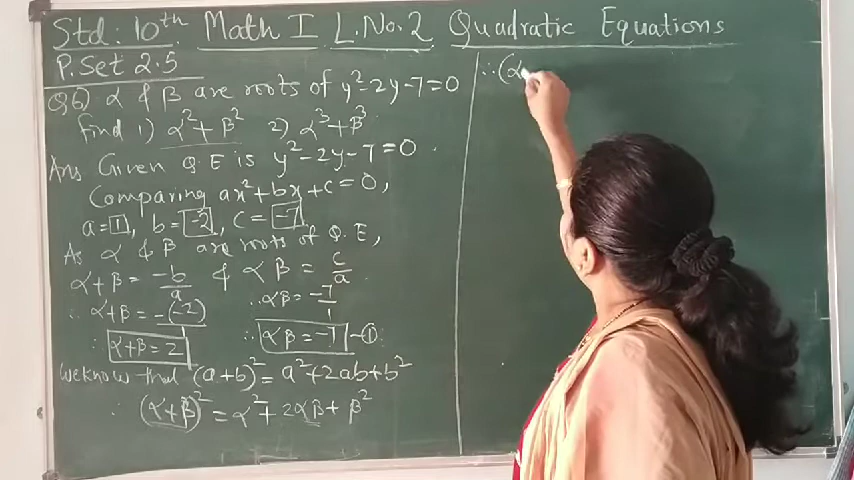 Std: 10th Math I L.No.2 Quadratic Equations
P.Set 2.5
Q.6) α & β are roots of y²-2y-7=0
find 1) α²+β² 2) α³+β³
Ans Given Q.E is y²-2y-7=0.
Comparing ax²+bx+c=0,
a=1, b=-2, c=-7
As α & β are roots of Q.E,
α+β = -b/a & αβ = c/a.
∴ α+β = -(-2) ∴ αβ = -7/1
∴ α+β=2 ∴ αβ=-7 -①
We know that (a+b)² = a²+2ab+b²
∴ (α+β)² = α²+2αβ+β²
∴ (α